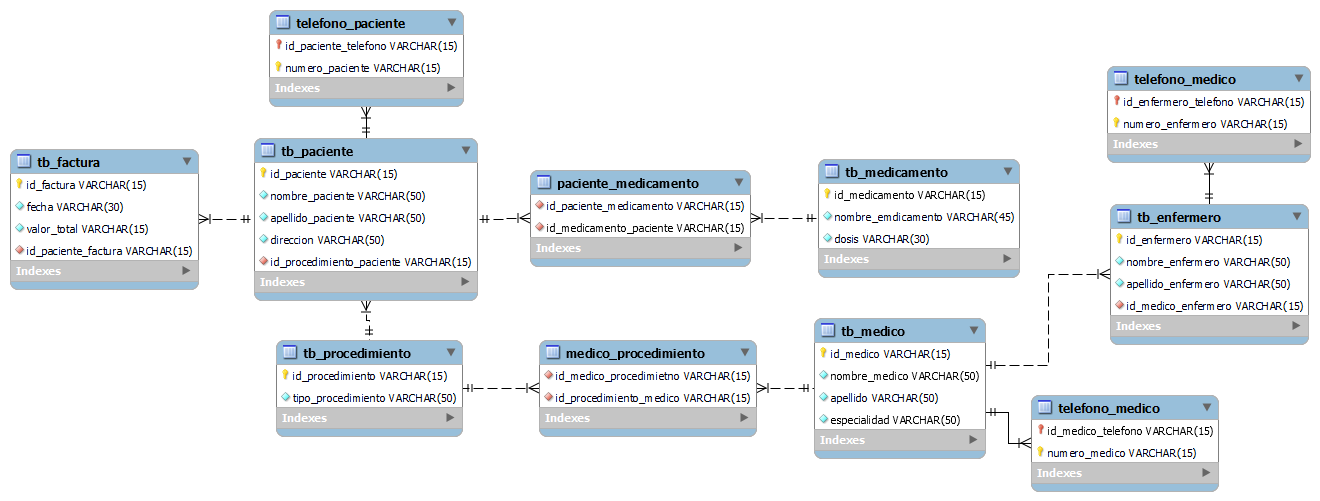 telefono_paciente
id_paciente_telefono VARCHAR(15)
numero_paciente VARCHAR(15)
Indexes
tb_factura
id_factura VARCHAR(15)
fecha VARCHAR(30)
valor_total VARCHAR(15)
id_paciente_factura VARCHAR(15)
Indexes
tb_paciente
id_paciente VARCHAR(15)
nombre_paciente VARCHAR(50)
apellido_paciente VARCHAR(50)
direccion VARCHAR(50)
id_procedimiento_paciente VARCHAR(15)
Indexes
paciente_medicamento
id_paciente_medicamento VARCHAR(15)
id_medicamento_paciente VARCHAR(15)
Indexes
tb_medicamento
id_medicamento VARCHAR(15)
nombre_emdicamento VARCHAR(45)
dosis VARCHAR(30)
Indexes
telefono_medico
id_enfermero_telefono VARCHAR(15)
numero_enfermero VARCHAR(15)
Indexes
tb_enfermero
id_enfermero VARCHAR(15)
nombre_enfermero VARCHAR(50)
apellido_enfermero VARCHAR(50)
id_medico_enfermero VARCHAR(15)
Indexes
tb_procedimiento
id_procedimiento VARCHAR(15)
tipo_procedimiento VARCHAR(50)
Indexes
medico_procedimiento
id_medico_procedimietno VARCHAR(15)
id_procedimiento_medico VARCHAR(15)
Indexes
tb_medico
id_medico VARCHAR(15)
nombre_medico VARCHAR(50)
apellido VARCHAR(50)
especialidad VARCHAR(50)
Indexes
telefono_medico
id_medico_telefono VARCHAR(15)
numero_medico VARCHAR(15)
Indexes